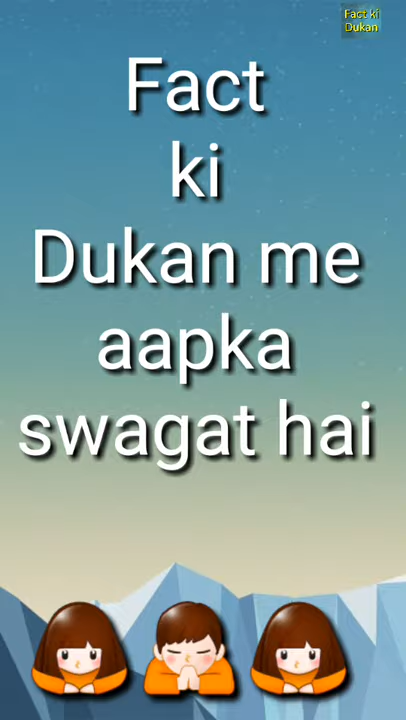 Fact ki
Dukan
Fact
ki
Dukan me
aapka
swagat hai